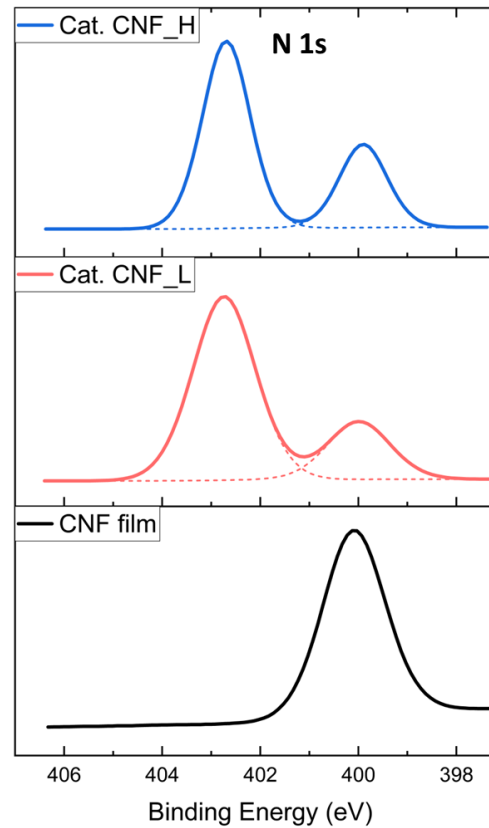 Cat. CNF_H
N 1s
Cat. CNF_L
CNF film
406 404 402 400 398
Binding Energy (eV)